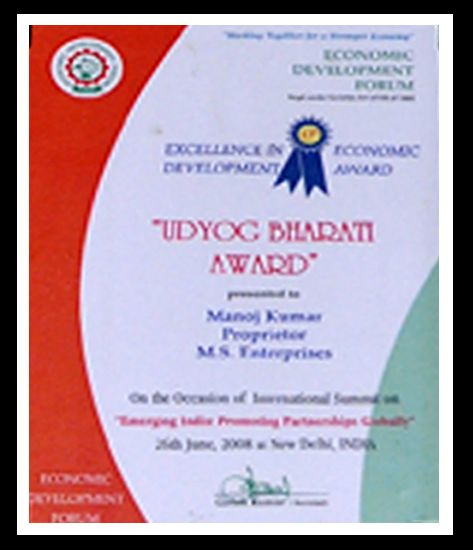 "Working Together for a Stronger Economy"
ECONOMIC
DEVELOPMENT
FORUM
EXCELLENCE IN ECONOMIC
DEVELOPMENT AWARD
"UDYOG BHARATI
AWARD"
presented to
Manoj Kumar
Proprietor
M.S. Enterprises
On the Occasion of International Summit on
"Emerging India: Promoting Partnerships Globally"
26th June, 2008 at New Delhi, INDIA
ECONOMIC
DEVELOPMENT
FORUM